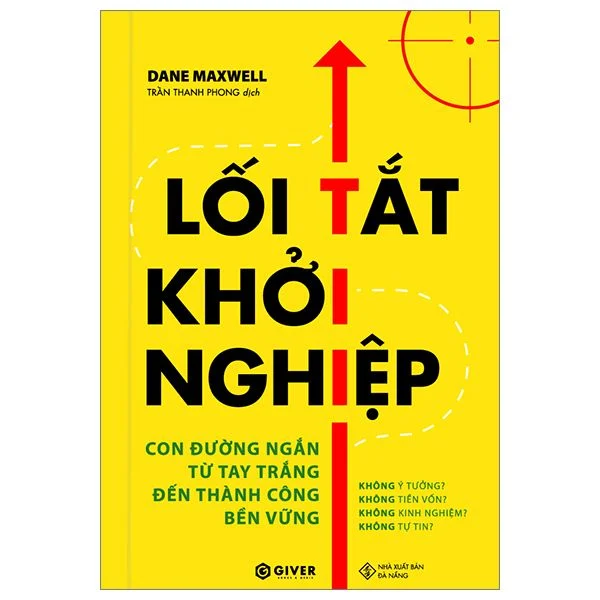 DANE MAXWELL
TRẦN THANH PHONG dịch
LỐI TẮT
KHỞI
NGHIỆP
CON ĐƯỜNG NGẮN
TỪ TAY TRẮNG
ĐẾN THÀNH CÔNG
BỀN VỮNG
KHÔNG Ý TƯỞNG?
KHÔNG TIỀN VỐN?
KHÔNG KINH NGHIỆM?
KHÔNG TỰ TIN?
GIVER
BOOKS & MEDIA
NHÀ XUẤT BẢN
ĐÀ NẴNG